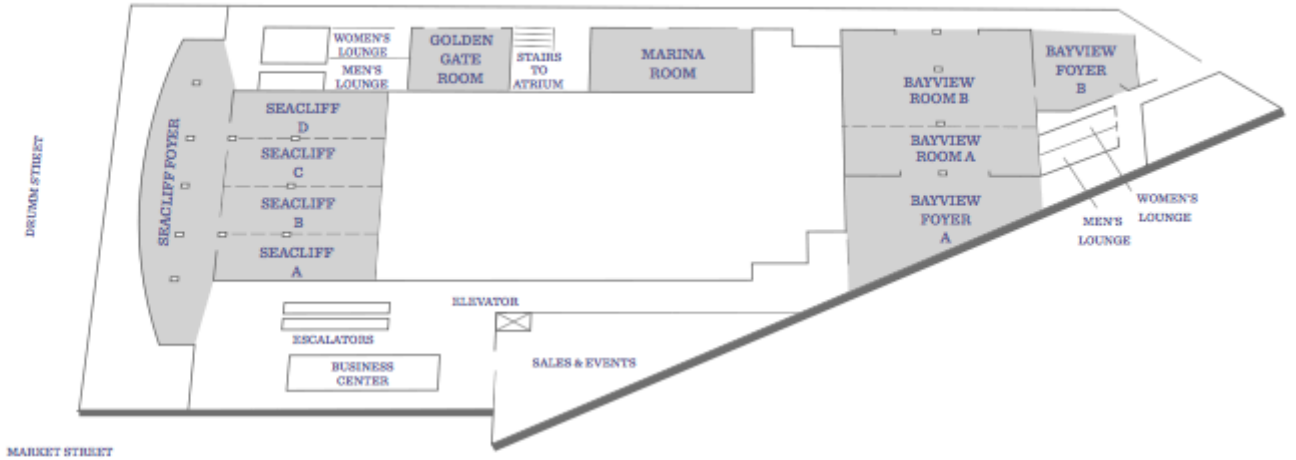 WOMEN'S
LOUNGE
MEN'S
LOUNGE
GOLDEN
GATE
ROOM
STAIRS
TO
ATRIUM
MARINA
ROOM
BAYVIEW
ROOM B
BAYVIEW
FOYER
B
BAYVIEW
ROOM A
BAYVIEW
FOYER
A
WOMEN'S
LOUNGE
MEN'S
LOUNGE
DRUMM STREET
SEACLIFF FOYER
SEACLIFF
D
SEACLIFF
C
SEACLIFF
B
SEACLIFF
A
ELEVATOR
ESCALATORS
BUSINESS
CENTER
SALES & EVENTS
MARKET STREET